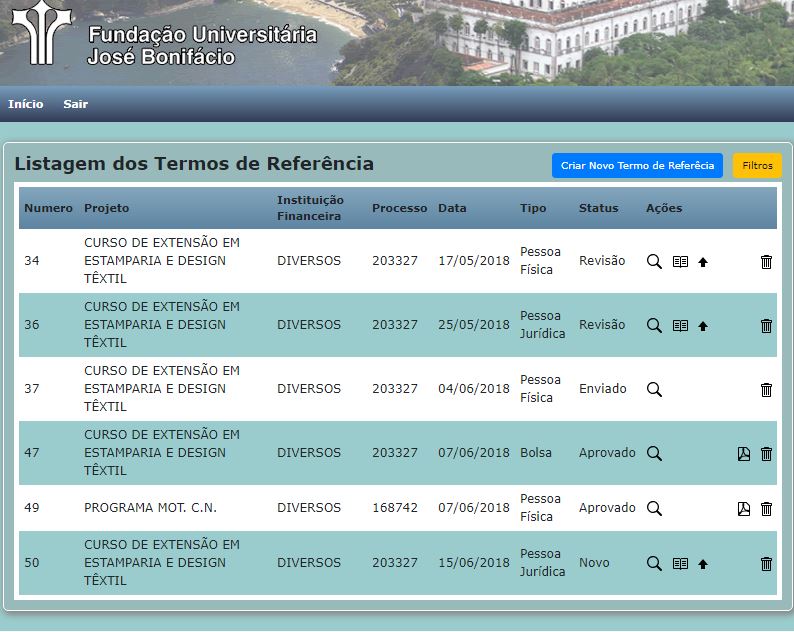 Fundação Universitária
José Bonifácio
Início Sair
Listagem dos Termos de Referência
Criar Novo Termo de Referêcia Filtros
Numero Projeto Instituição Financeira Processo Data Tipo Status Ações
34 CURSO DE EXTENSÃO EM ESTAMPARIA E DESIGN TÊXTIL DIVERSOS 203327 17/05/2018 Pessoa Física Revisão
36 CURSO DE EXTENSÃO EM ESTAMPARIA E DESIGN TÊXTIL DIVERSOS 203327 25/05/2018 Pessoa Jurídica Revisão
37 CURSO DE EXTENSÃO EM ESTAMPARIA E DESIGN TÊXTIL DIVERSOS 203327 04/06/2018 Pessoa Física Enviado
47 CURSO DE EXTENSÃO EM ESTAMPARIA E DESIGN TÊXTIL DIVERSOS 203327 07/06/2018 Bolsa Aprovado
49 PROGRAMA MOT. C.N. DIVERSOS 168742 07/06/2018 Pessoa Física Aprovado
50 CURSO DE EXTENSÃO EM ESTAMPARIA E DESIGN TÊXTIL DIVERSOS 203327 15/06/2018 Pessoa Jurídica Novo